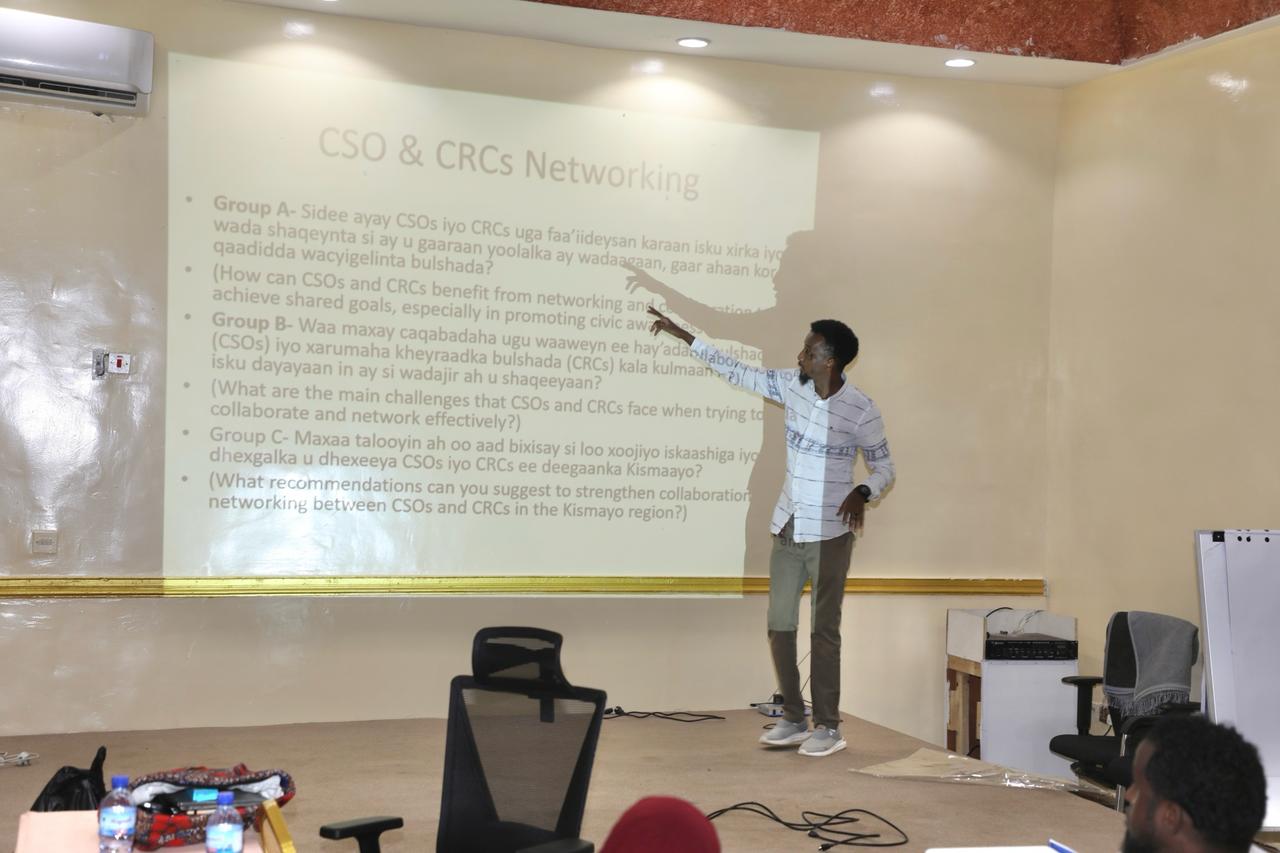 CSO & CRCs Networking
• Group A- Sidee ayay CSOs iyo CRCs uga faa'iideysan karaan isku xirka iyo
wada shaqeynta si ay u gaaraan yoolalka ay wadaagaan, gaar ahaan
qaadidda wacyigelinta bulshada?
• (How can CSOs and CRCs benefit from networking and
achieve shared goals, especially in promoting civic
• Group B- Waa maxay caqabadaha ugu waaweyn ee hay'adaha
(CSOs) iyo xarumaha kheyraadka bulshada (CRCs) kala kulmaan
isku dayayaan in ay si wadajir ah u shaqeeyaan?
• (What are the main challenges that CSOs and CRCs face when trying to
collaborate and network effectively?)
• Group C- Maxaa talooyin ah oo aad bixisay si loo xoojiyo iskaashiga iyo
dhexgalka u dhexeeya CSOs iyo CRCs ee deegaanka Kismaayo?
• (What recommendations can you suggest to strengthen collaboration
and
networking between CSOs and CRCs in the Kismayo region?)